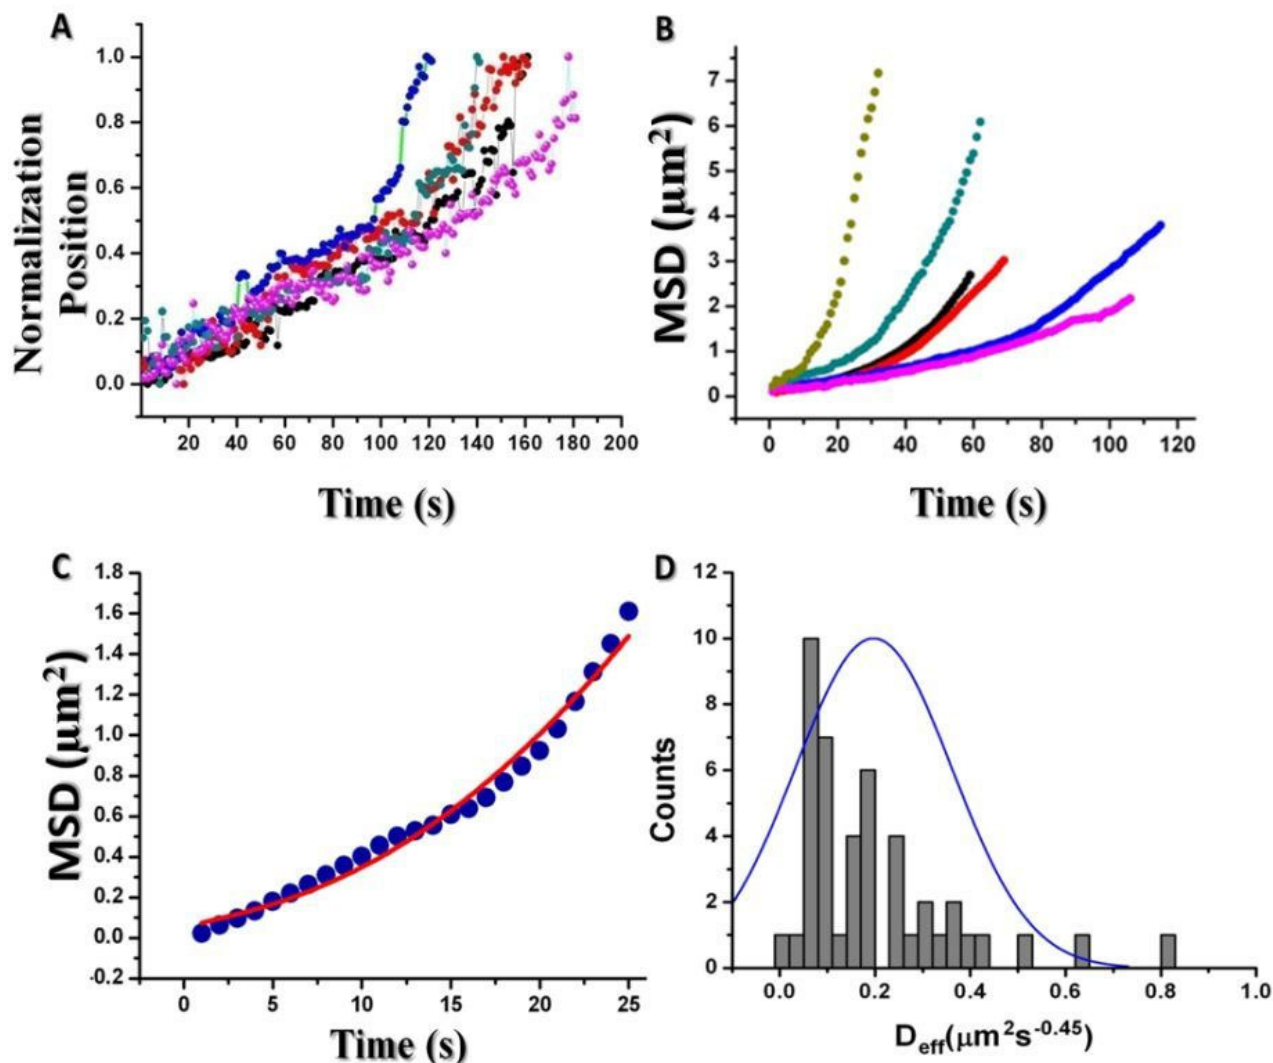 A
Normalization
Position
1.0
0.8
0.6
0.4
0.2
0.0
20 40 60 80 100 120 140 160 180 200
Time (s)
B
MSD (μm²)
7
6
5
4
3
2
1
0
0 20 40 60 80 100 120
Time (s)
C
MSD (μm²)
1.8
1.6
1.4
1.2
1.0
0.8
0.6
0.4
0.2
0.0
-0.2
0 5 10 15 20 25
Time (s)
D
Counts
12
10
8
6
4
2
0
0.0 0.2 0.4 0.6 0.8 1.0
D_eff(μm²s^-0.45)